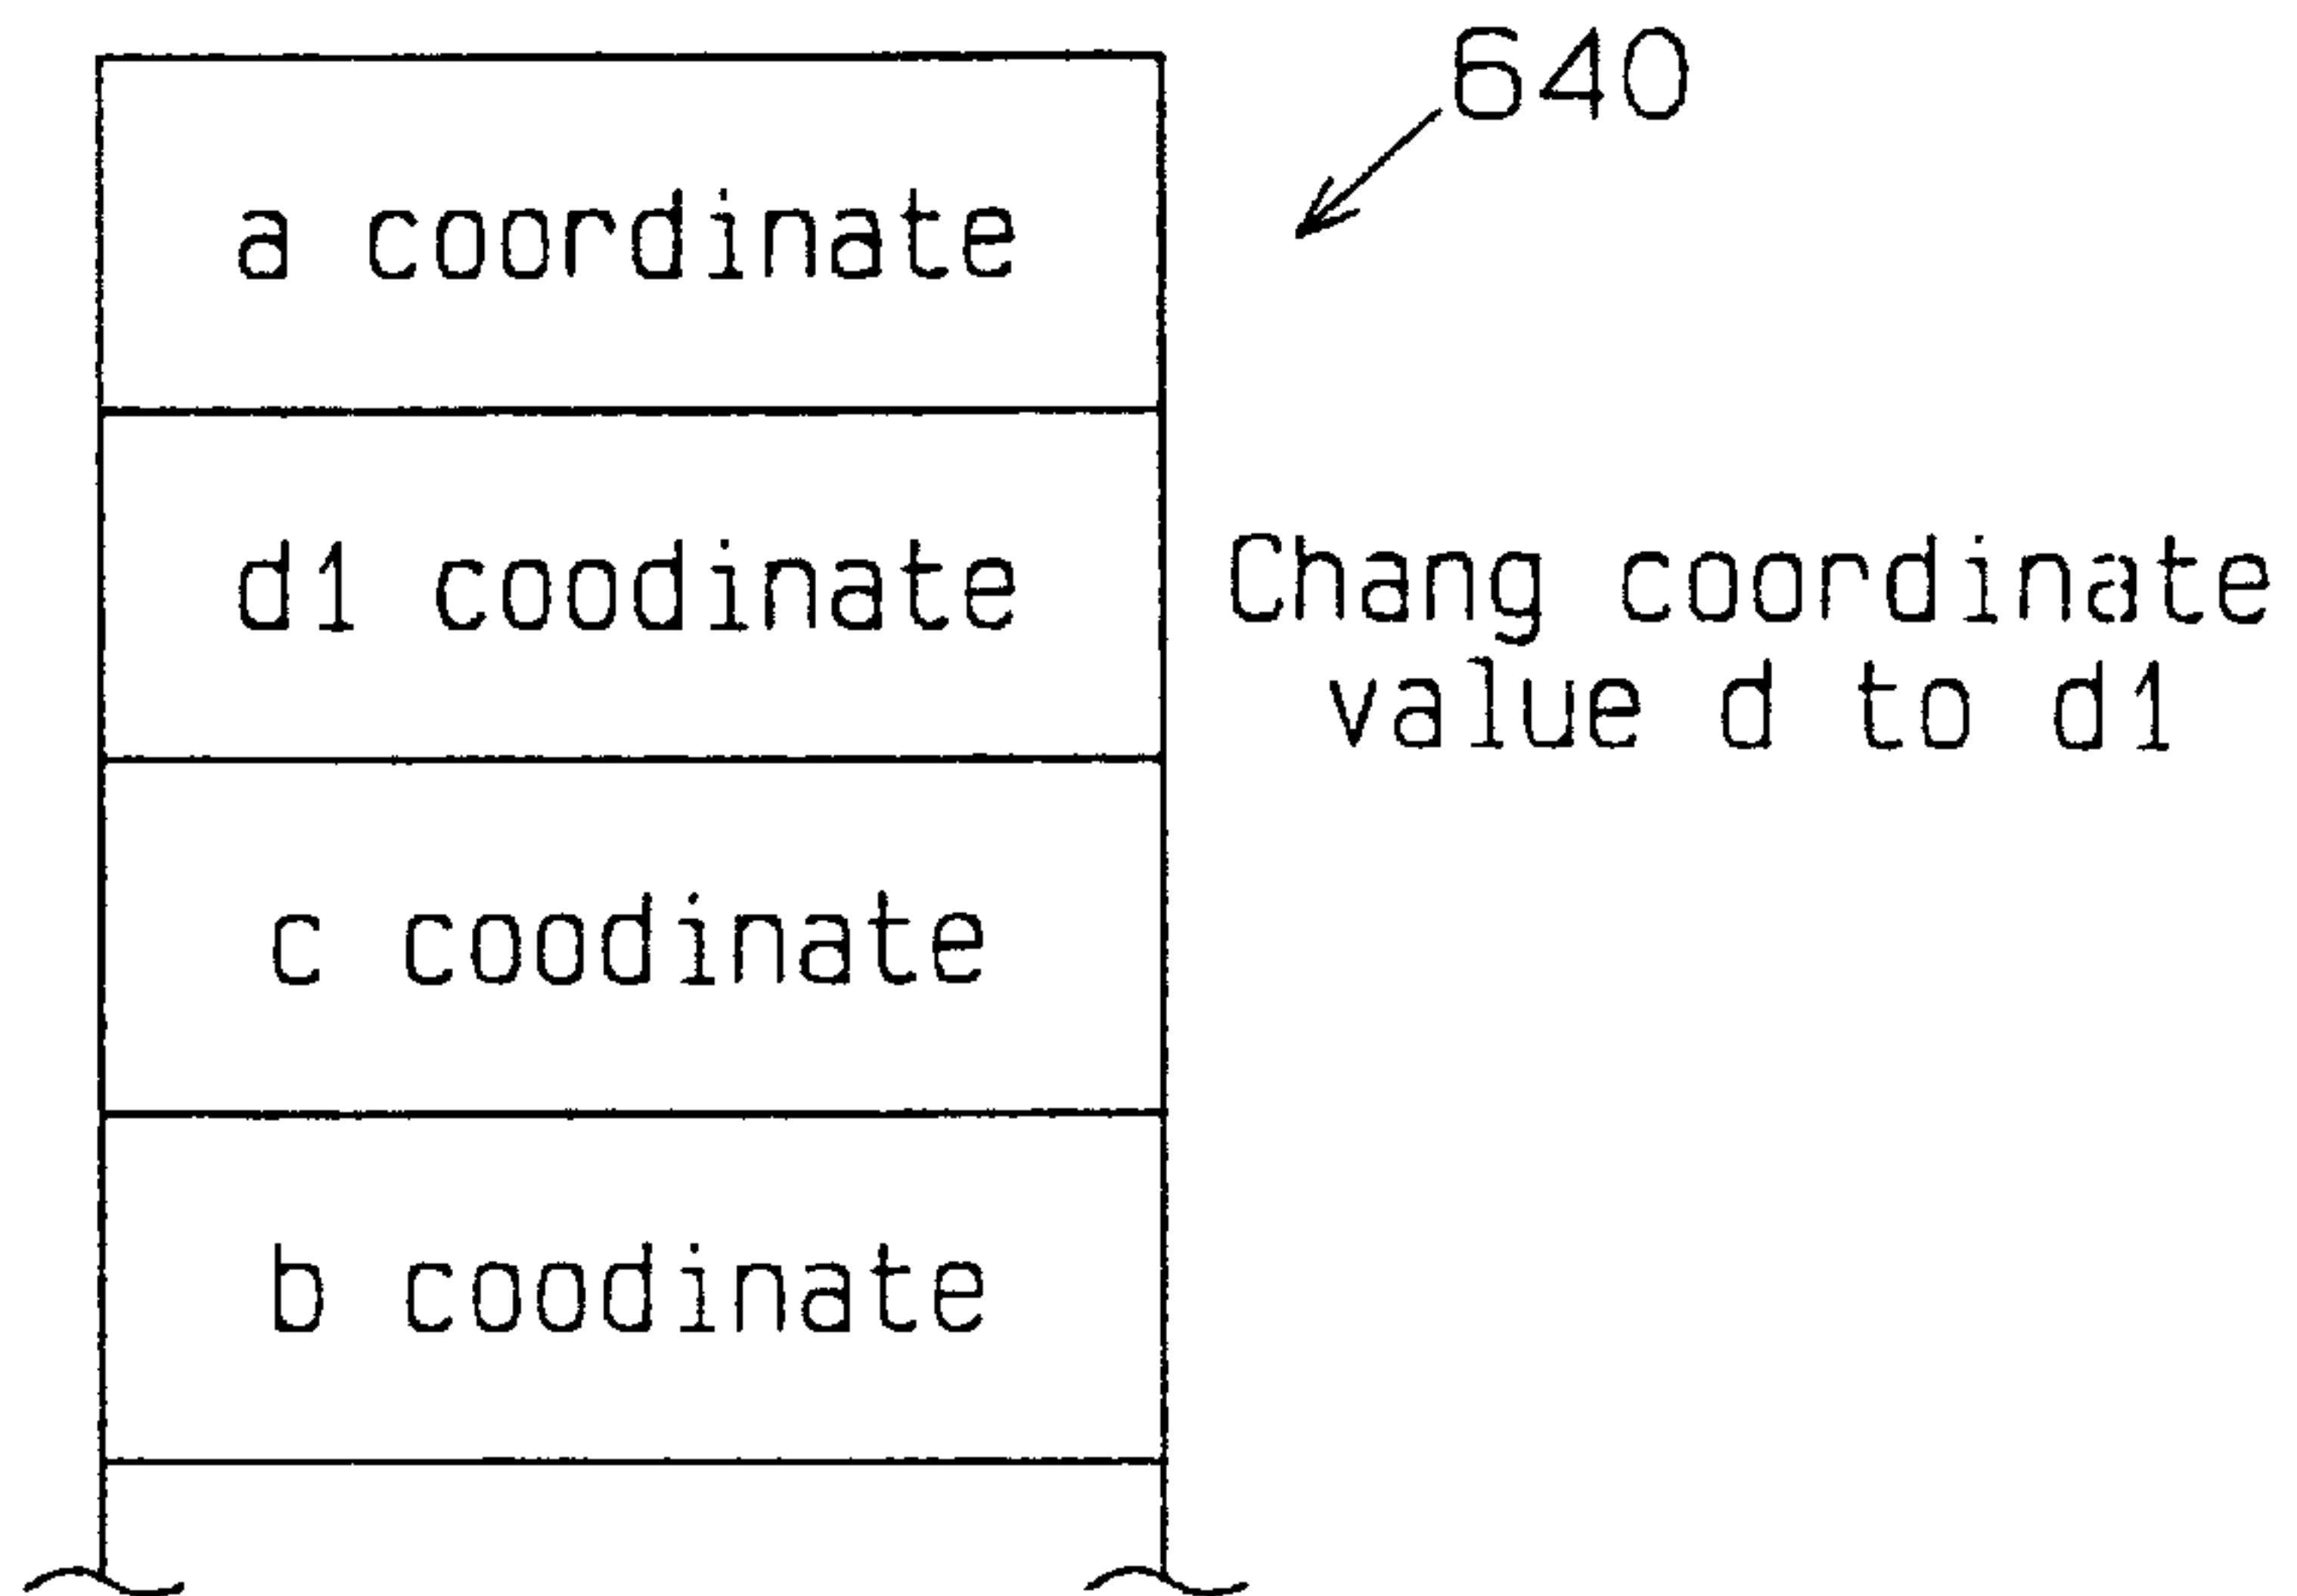 640
a coordinate
d1 coodinate
Chang coordinate
value d to d1
c coodinate
b coodinate